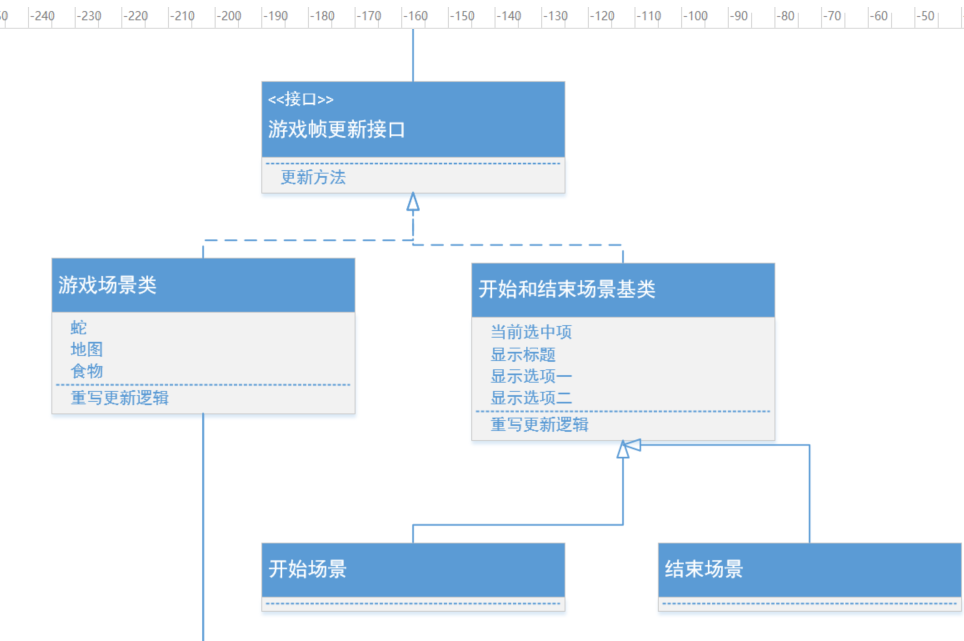 -240 -230 -220 -210 -200 -190 -180 -170 -160 -150 -140 -130 -120 -110 -100 -90 -80 -70 -60 -50
<<接口>>
游戏帧更新接口
更新方法
游戏场景类
蛇
地图
食物
重写更新逻辑
开始和结束场景基类
当前选中项
显示标题
显示选项一
显示选项二
重写更新逻辑
开始场景
结束场景